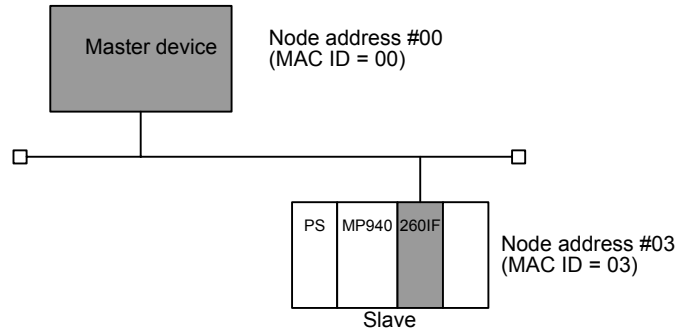 Master device
Node address #00
(MAC ID = 00)
PS
MP940
260IF
Node address #03
(MAC ID = 03)
Slave